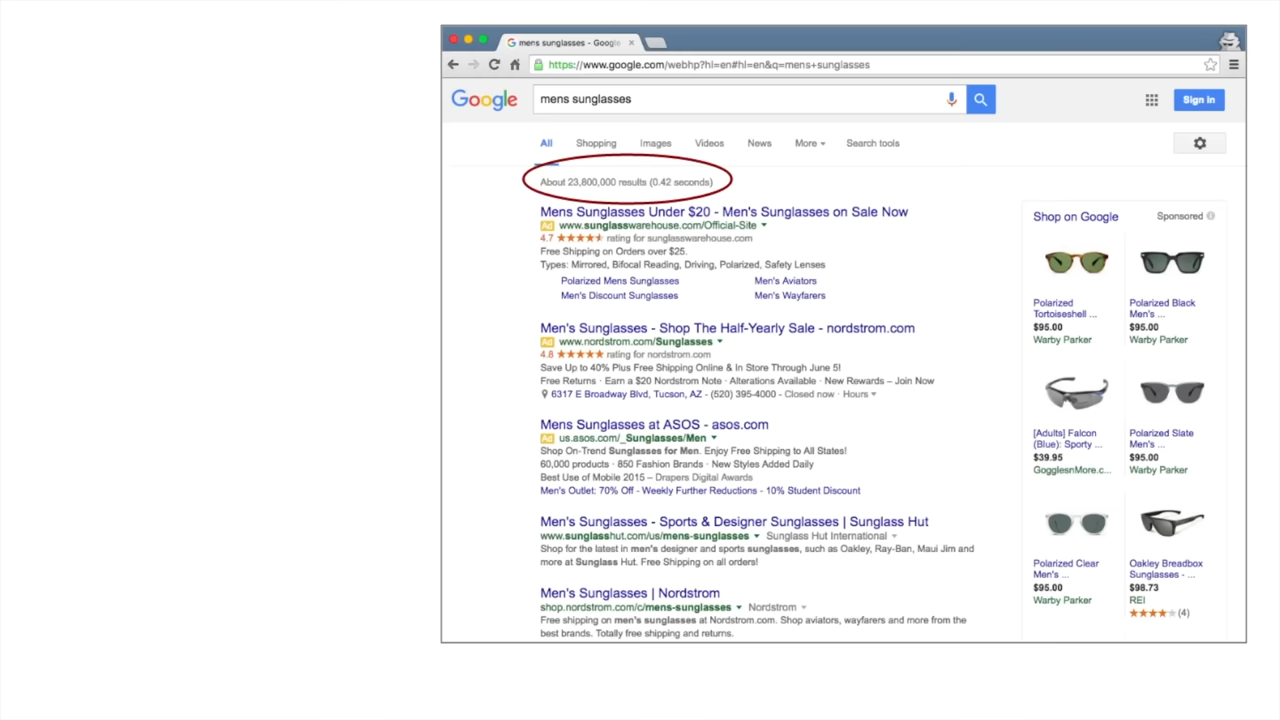 mens sunglasses - Google
https://www.google.com/webhp?hl=en#hl=en&q=mens+sunglasses
Google
mens sunglasses
Sign in
All Shopping Images Videos News More Search tools
About 23,800,000 results (0.42 seconds)
Mens Sunglasses Under $20 - Men's Sunglasses on Sale Now
Ad www.sunglasswarehouse.com/Official-Site
4.7 rating for sunglasswarehouse.com
Free Shipping on Orders over $25.
Types: Mirrored, Bifocal Reading, Driving, Polarized, Safety Lenses
Polarized Mens Sunglasses Men's Aviators
Men's Discount Sunglasses Men's Wayfarers
Men's Sunglasses - Shop The Half-Yearly Sale - nordstrom.com
Ad www.nordstrom.com/Sunglasses
4.8 rating for nordstrom.com
Save Up to 40% Plus Free Shipping Online & In Store Through June 5!
Free Returns · Earn a $20 Nordstrom Note · Alterations Available · New Rewards – Join Now
6317 E Broadway Blvd, Tucson, AZ - (520) 395-4000 - Closed now · Hours
Mens Sunglasses at ASOS - asos.com
Ad us.asos.com/_Sunglasses/Men
Shop On-Trend Sunglasses for Men. Enjoy Free Shipping to All States!
60,000 products · 850 Fashion Brands · New Styles Added Daily
Best Use of Mobile 2015 – Drapers Digital Awards
Men's Outlet: 70% Off - Weekly Further Reductions - 10% Student Discount
Men's Sunglasses - Sports & Designer Sunglasses | Sunglass Hut
www.sunglasshut.com/us/mens-sunglasses Sunglass Hut International
Shop for the latest in men's designer and sports sunglasses, such as Oakley, Ray-Ban, Maui Jim and
more at Sunglass Hut. Free Shipping on all orders!
Men's Sunglasses | Nordstrom
shop.nordstrom.com/c/mens-sunglasses Nordstrom
Free shipping on men's sunglasses at Nordstrom.com. Shop aviators, wayfarers and more from the
best brands. Totally free shipping and returns.
Shop on Google Sponsored
Polarized
Tortoiseshell ...
$95.00
Warby Parker
Polarized Black
Men's ...
$95.00
Warby Parker
[Adults] Falcon
(Blue): Sporty ...
$39.95
GogglesnMore.c...
Polarized Slate
Men's ...
$95.00
Warby Parker
Polarized Clear
Men's ...
$95.00
Warby Parker
Oakley Breadbox
Sunglasses - ...
$98.73
REI
(4)